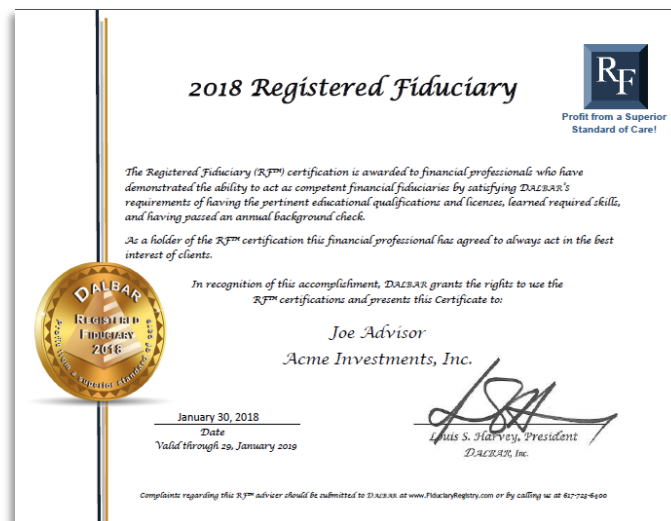 2018 Registered Fiduciary
RF
Profit from a Superior
Standard of Care!
The Registered Fiduciary (RF™) certification is awarded to financial professionals who have
demonstrated the ability to act as competent financial fiduciaries by satisfying DALBAR's
requirements of having the pertinent educational qualifications and licenses, learned required skills,
and having passed an annual background check.
As a holder of the RF™ certification this financial professional has agreed to always act in the best
interest of clients.
In recognition of this accomplishment, DALBAR grants the rights to use the
RF™ certifications and presents this Certificate to:
DALBAR
REGISTERED
FIDUCIARY
2018
Profit from a superior standard of care
Joe Advisor
Acme Investments, Inc.
January 30, 2018
Date
Valid through 29, January 2019
Louis S. Harvey, President
DALBAR, Inc.
Complaints regarding this RF™ adviser should be submitted to DALBAR at www.FiduciaryRegistry.com or by calling us at 617-723-6400